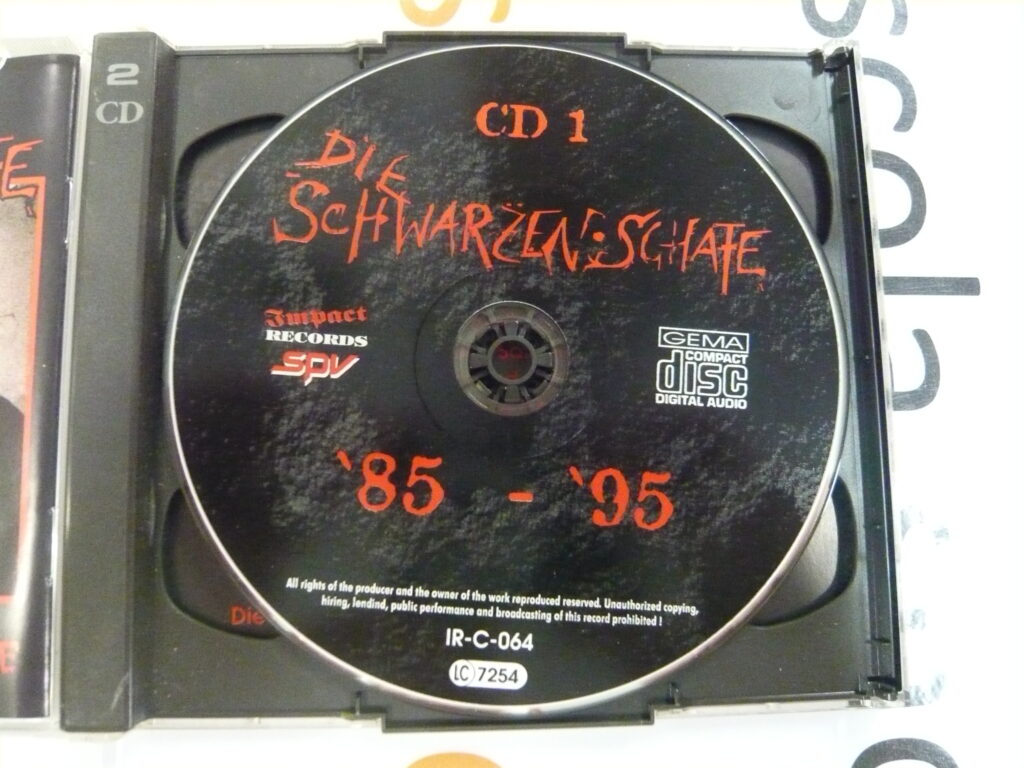 2
CD
CD 1
DIE
SCHWARZEN SCHAFE
Impact
RECORDS
SPV
GEMA
COMPACT
disc
DIGITAL AUDIO
'85 - '95
All rights of the producer and the owner of the work reproduced reserved. Unauthorized copying,
hiring, lendind, public performance and broadcasting of this record prohibited !
Die
IR-C-064
LC 7254